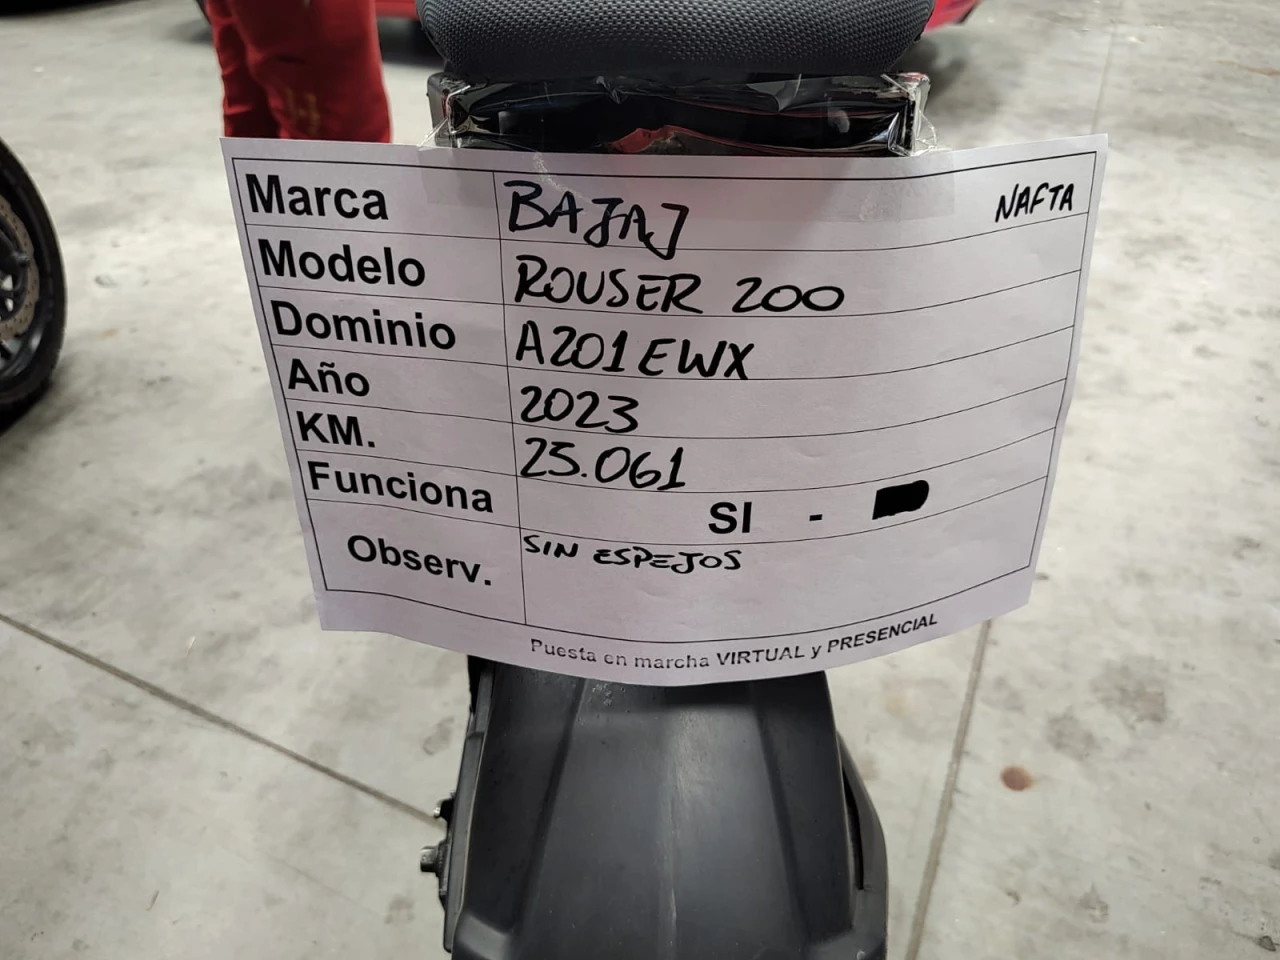 Marca BAJAJ NAFTA
Modelo ROUSER 200
Dominio A201EWX
Año 2023
KM. 25.061
Funciona SI -
Observ. SIN ESPEJOS
Puesta en marcha VIRTUAL y PRESENCIAL